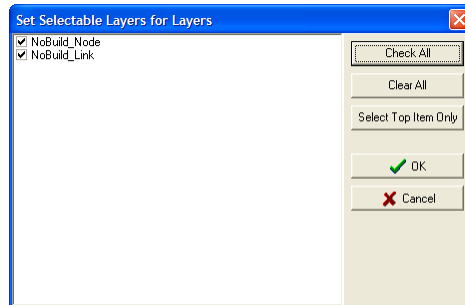 Set Selectable Layers for Layers
NoBuild_Node
NoBuild_Link
Check All
Clear All
Select Top Item Only
OK
Cancel